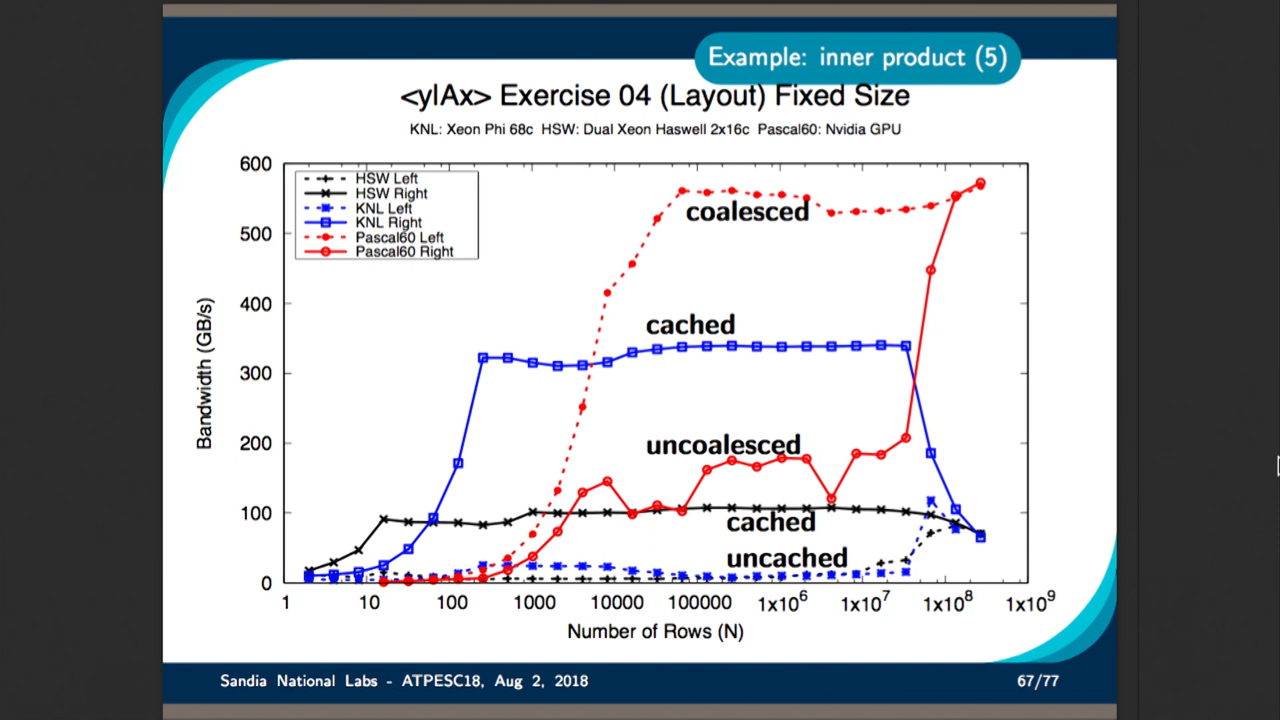 Example: inner product (5)
<y|Ax> Exercise 04 (Layout) Fixed Size
KNL: Xeon Phi 68c HSW: Dual Xeon Haswell 2x16c Pascal60: Nvidia GPU
600
500
400
300
200
100
0
Bandwidth (GB/s)
HSW Left
HSW Right
KNL Left
KNL Right
Pascal60 Left
Pascal60 Right
coalesced
cached
uncoalesced
cached
uncached
1 10 100 1000 10000 100000 1x10⁶ 1x10⁷ 1x10⁸ 1x10⁹
Number of Rows (N)
Sandia National Labs - ATPESC18, Aug 2, 2018 67/77